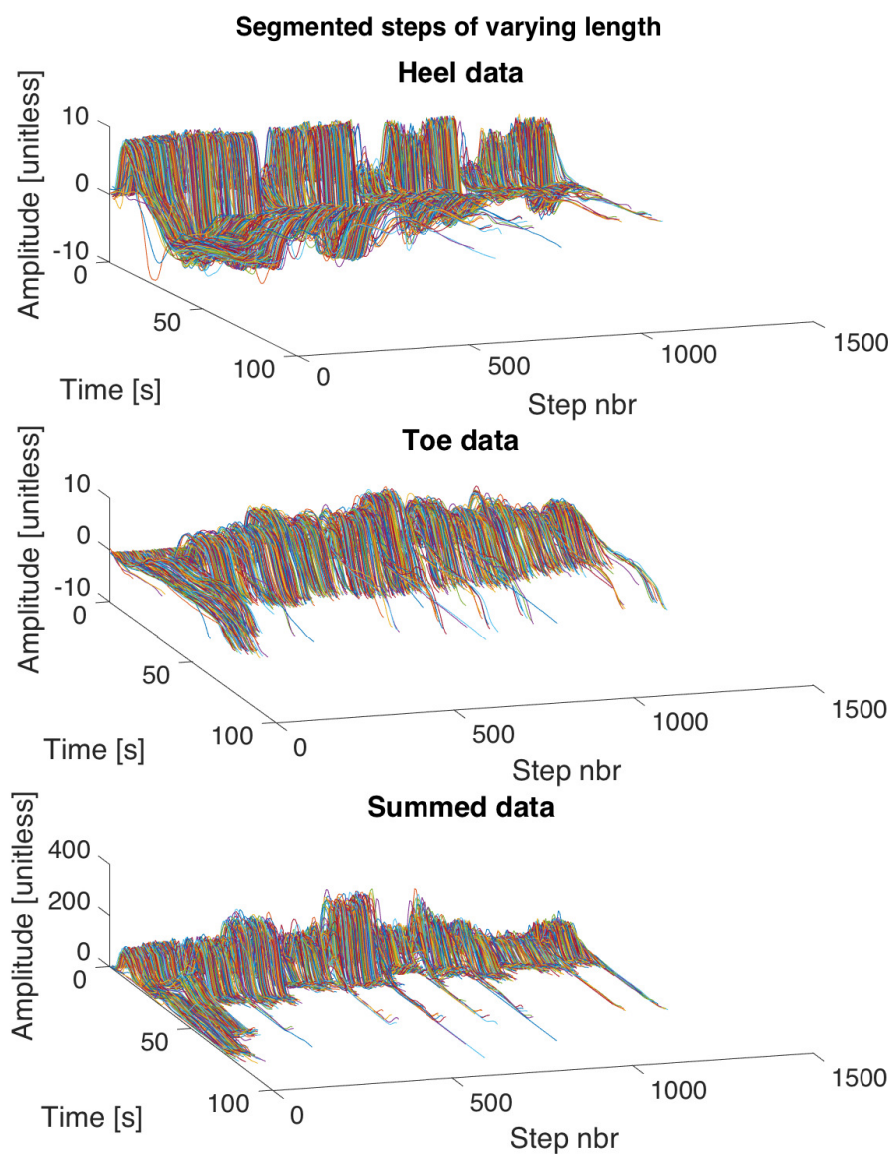 Segmented steps of varying length
Heel data
Amplitude [unitless]
10
0
-10
0
50
100
Time [s]
0
500
1000
1500
Step nbr
Toe data
Amplitude [unitless]
10
0
-10
0
50
100
Time [s]
0
500
1000
1500
Step nbr
Summed data
Amplitude [unitless]
400
200
0
0
50
100
Time [s]
0
500
1000
1500
Step nbr